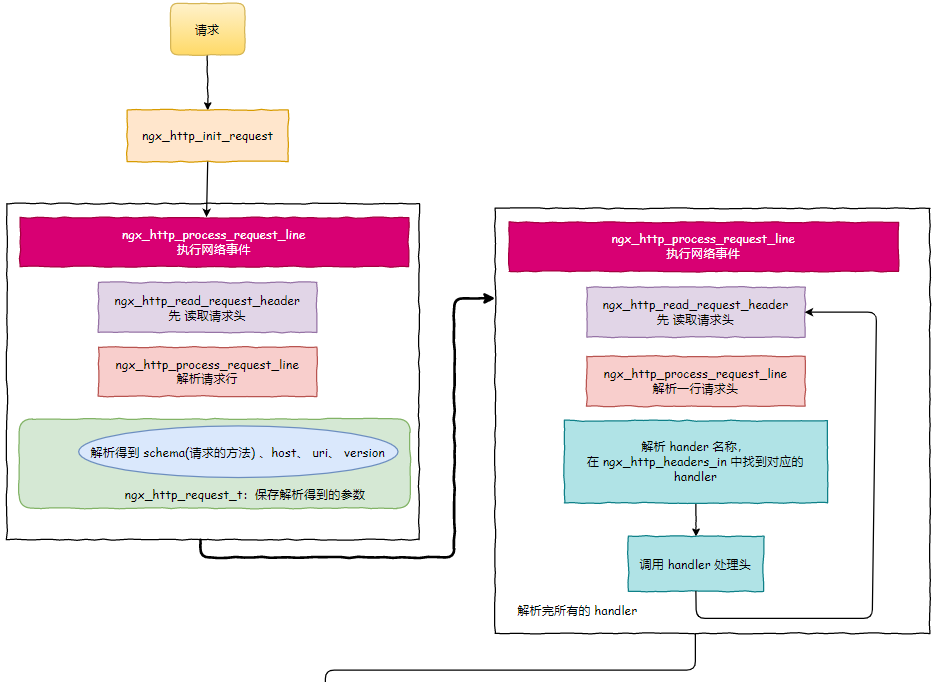 请求
ngx_http_init_request
ngx_http_process_request_line
执行网络事件
ngx_http_read_request_header
先 读取请求头
ngx_http_process_request_line
解析请求行
解析得到 schema(请求的方法) 、host、 uri、 version
ngx_http_request_t：保存解析得到的参数
ngx_http_process_request_line
执行网络事件
ngx_http_read_request_header
先 读取请求头
ngx_http_process_request_line
解析一行请求头
解析 hander 名称，
在 ngx_http_headers_in 中找到对应的
handler
调用 handler 处理头
解析完所有的 handler